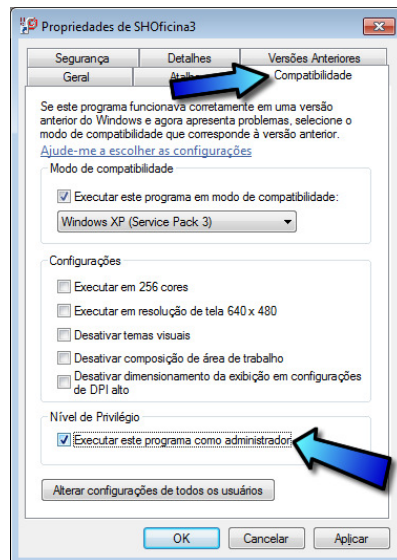 Propriedades de SHOficina3
Segurança Detalhes Versões Anteriores
Geral Compatibilidade
Se este programa funcionava corretamente em uma versão
anterior do Windows e agora apresenta problemas, selecione o
modo de compatibilidade que corresponde à versão anterior.
Ajude-me a escolher as configurações
Modo de compatibilidade
Executar este programa em modo de compatibilidade:
Windows XP (Service Pack 3)
Configurações
Executar em 256 cores
Executar em resolução de tela 640 x 480
Desativar temas visuais
Desativar composição de área de trabalho
Desativar dimensionamento da exibição em configurações
de DPI alto
Nível de Privilégio
Executar este programa como administrador
Alterar configurações de todos os usuários
OK Cancelar Aplicar